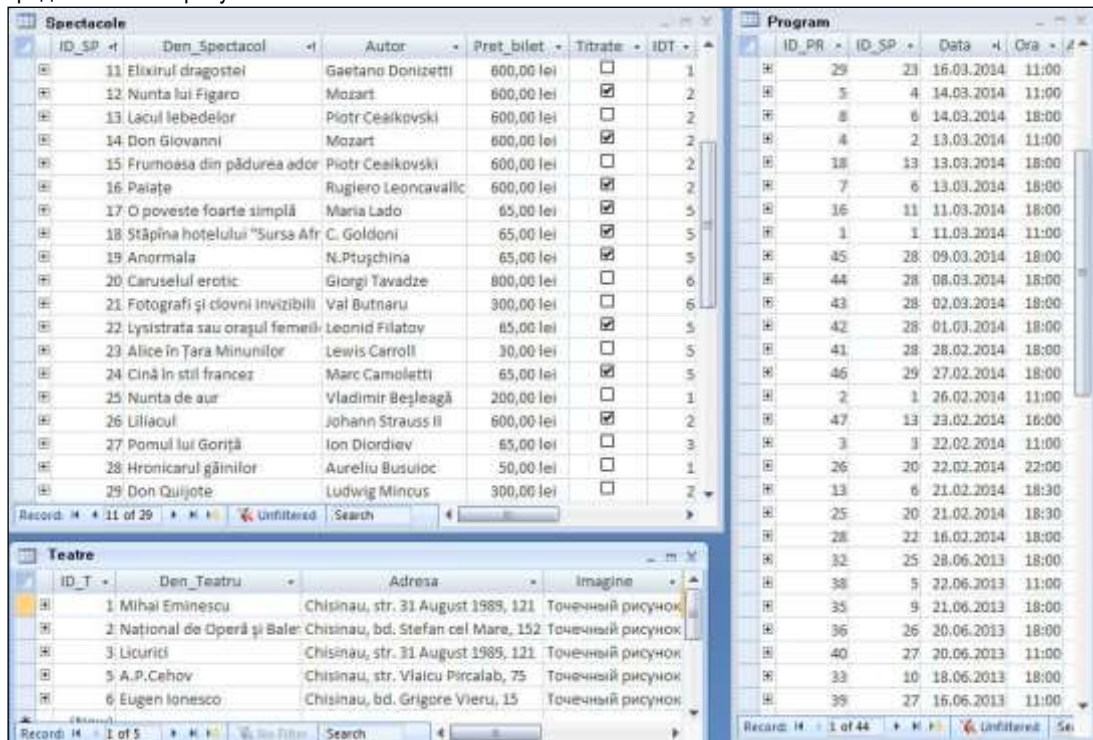 Spectacole
ID_SP Den_Spectacol Autor Pret_bilet Titrate IDT
11 Elixirul dragostei Gaetano Donizetti 600,00 lei 1
12 Nunta lui Figaro Mozart 600,00 lei 2
13 Lacul lebedelor Piotr Ceaikovski 600,00 lei 2
14 Don Giovanni Mozart 600,00 lei 2
15 Frumoasa din pădurea ador Piotr Ceaikovski 600,00 lei 2
16 Paiațe Rugiero Leoncavallc 600,00 lei 2
17 O poveste foarte simplă Maria Lado 65,00 lei 5
18 Stăpîna hotelului "Sursa Afr C. Goldoni 65,00 lei 5
19 Anormala N.Ptușchina 65,00 lei 5
20 Caruselul erotic Giorgi Tavadze 800,00 lei 6
21 Fotografi și clovni invizibili Val Butnaru 300,00 lei 6
22 Lysistrata sau orașul femeil Leonid Filatov 65,00 lei 5
23 Alice în Țara Minunilor Lewis Carroll 30,00 lei 5
24 Cină în stil francez Marc Camoletti 65,00 lei 5
25 Nunta de aur Vladimir Beșleagă 200,00 lei 1
26 Liliacul Johann Strauss II 600,00 lei 2
27 Pomul lui Goriță Ion Diordiev 65,00 lei 3
28 Hronicarul găinilor Aureliu Busuioc 50,00 lei 1
29 Don Quijote Ludwig Mincus 300,00 lei 2
Record: 11 of 29 Unfiltered Search
Teatre
ID_T Den_Teatru Adresa Imagine
1 Mihai Eminescu Chisinau, str. 31 August 1989, 121 Точечный рисунок
2 Național de Operă și Balet Chisinau, bd. Stefan cel Mare, 152 Точечный рисунок
3 Licurici Chisinau, str. 31 August 1989, 121 Точечный рисунок
5 A.P.Cehov Chisinau, str. Vlaicu Pircalab, 75 Точечный рисунок
6 Eugen Ionesco Chisinau, bd. Grigore Vieru, 15 Точечный рисунок
Record: 1 of 5 No Filter Search
Program
ID_PR ID_SP Data Ora
29 23 16.03.2014 11:00
5 4 14.03.2014 11:00
8 6 14.03.2014 18:00
4 2 13.03.2014 11:00
18 13 13.03.2014 18:00
7 6 13.03.2014 18:00
16 11 11.03.2014 18:00
1 1 11.03.2014 11:00
45 28 09.03.2014 18:00
44 28 08.03.2014 18:00
43 28 02.03.2014 18:00
42 28 01.03.2014 18:00
41 28 28.02.2014 18:00
46 29 27.02.2014 18:00
2 1 26.02.2014 11:00
47 13 23.02.2014 16:00
3 3 22.02.2014 11:00
26 20 22.02.2014 22:00
13 6 21.02.2014 18:30
25 20 21.02.2014 18:30
28 22 16.02.2014 18:00
32 25 28.06.2013 18:00
38 5 22.06.2013 11:00
35 9 21.06.2013 18:00
36 26 20.06.2013 18:00
40 27 20.06.2013 11:00
33 10 18.06.2013 18:00
39 27 16.06.2013 11:00
Record: 1 of 44 Unfiltered Se